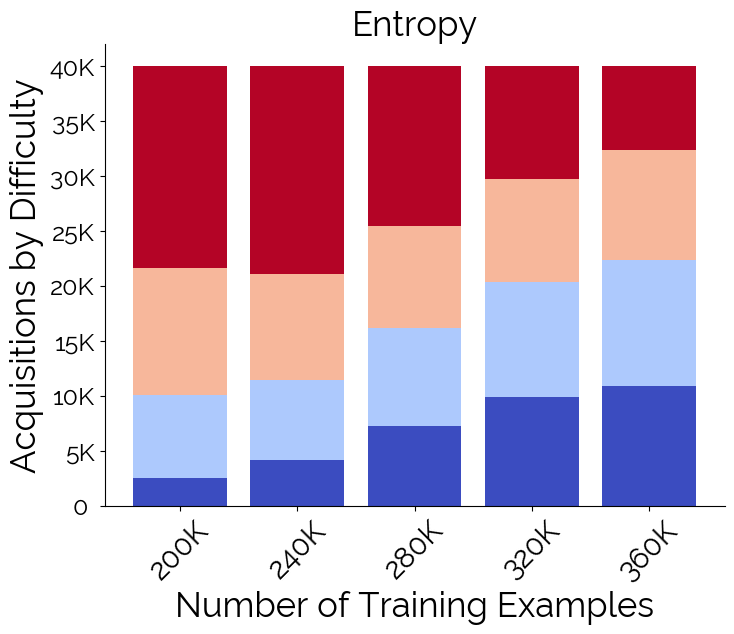 Entropy
Acquisitions by Difficulty
40K
35K
30K
25K
20K
15K
10K
5K
0
200K
240K
280K
320K
360K
Number of Training Examples